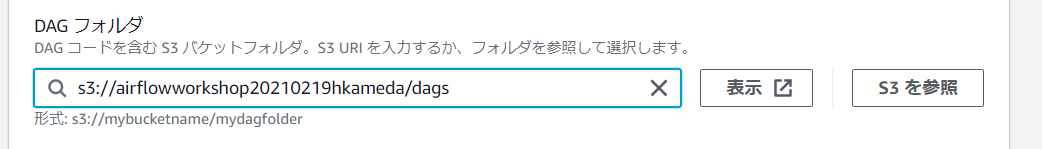 DAG フォルダ
DAG コードを含む S3 バケットフォルダ。S3 URI を入力するか、フォルダを参照して選択します。
s3://airflowworkshop20210219hkameda/dags 表示 S3 を参照
形式: s3://mybucketname/mydagfolder